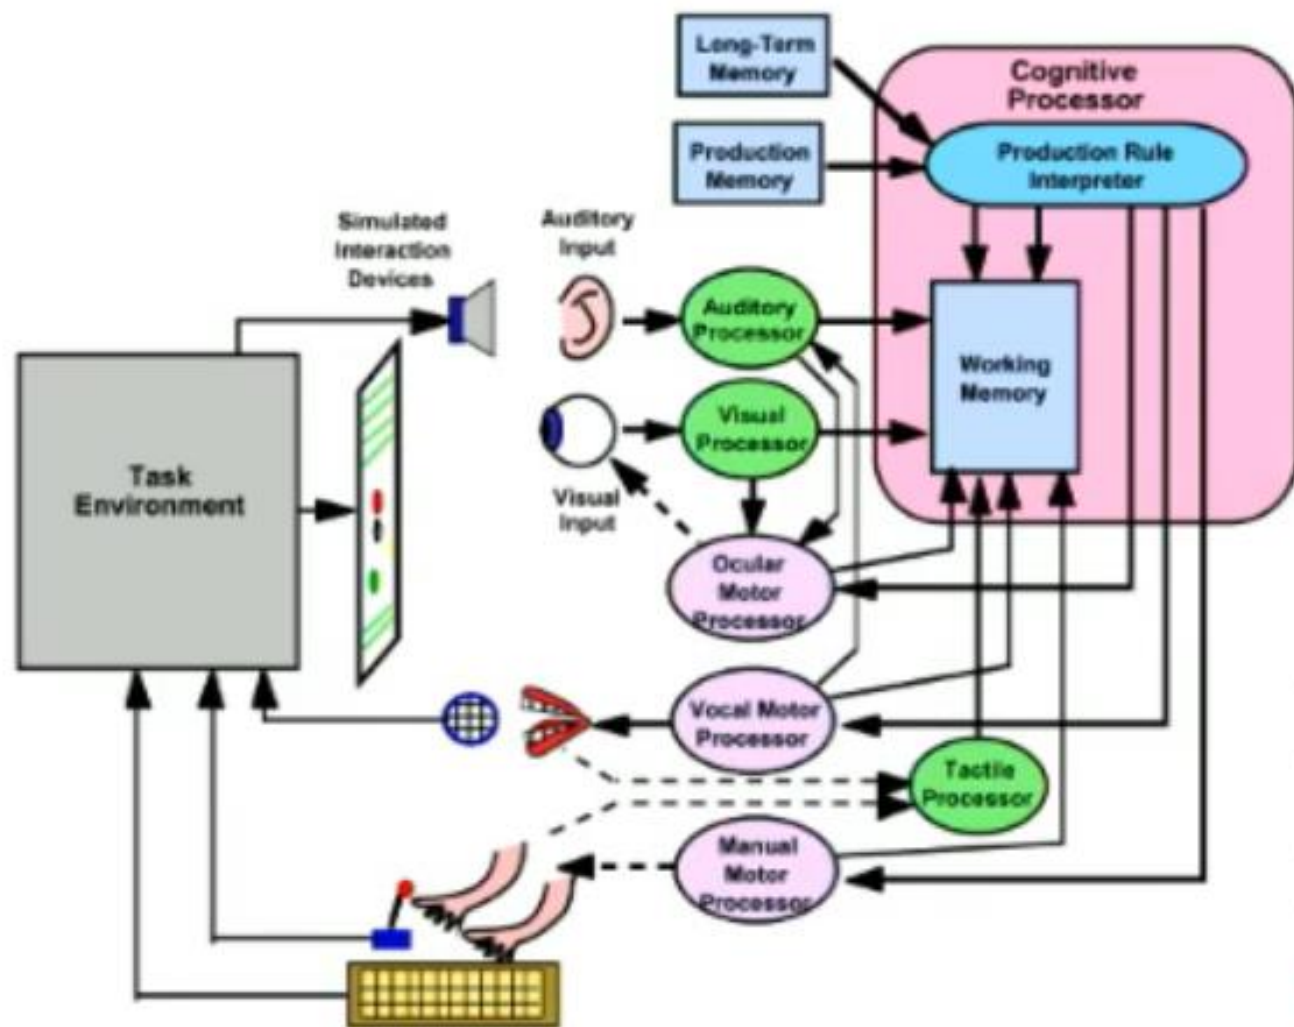 Long-Term
Memory
Cognitive
Processor
Production
Memory
Production Rule
Interpreter
Simulated
Interaction
Devices
Auditory
Input
Auditory
Processor
Working
Memory
Visual
Processor
Task
Environment
Visual
Input
Ocular
Motor
Processor
Vocal Motor
Processor
Tactile
Processor
Manual
Motor
Processor